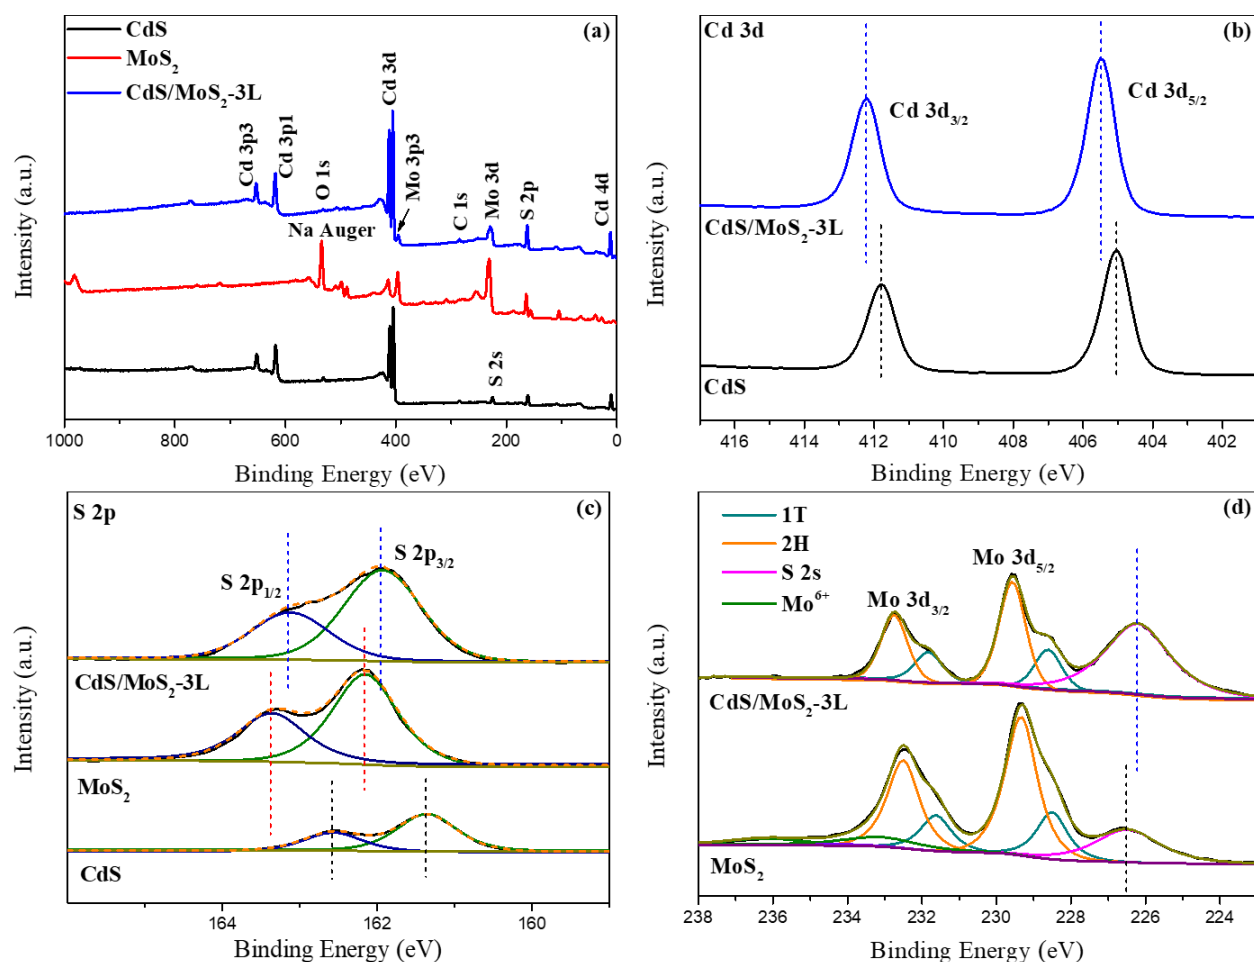 CdS
MoS₂
CdS/MoS₂-3L
(a)
Cd 3p3
Cd 3p1
O 1s
Cd 3d
Mo 3p3
C 1s
Mo 3d
S 2p
Cd 4d
Na Auger
S 2s
Intensity (a.u.)
1000 800 600 400 200 0
Binding Energy (eV)
Cd 3d
(b)
Cd 3d₃/₂
Cd 3d₅/₂
CdS/MoS₂-3L
CdS
Intensity (a.u.)
416 414 412 410 408 406 404 402
Binding Energy (eV)
S 2p
(c)
S 2p₁/₂
S 2p₃/₂
CdS/MoS₂-3L
MoS₂
CdS
Intensity (a.u.)
164 162 160
Binding Energy (eV)
1T
2H
S 2s
Mo⁶⁺
(d)
Mo 3d₅/₂
Mo 3d₃/₂
CdS/MoS₂-3L
MoS₂
Intensity (a.u.)
238 236 234 232 230 228 226 224
Binding Energy (eV)